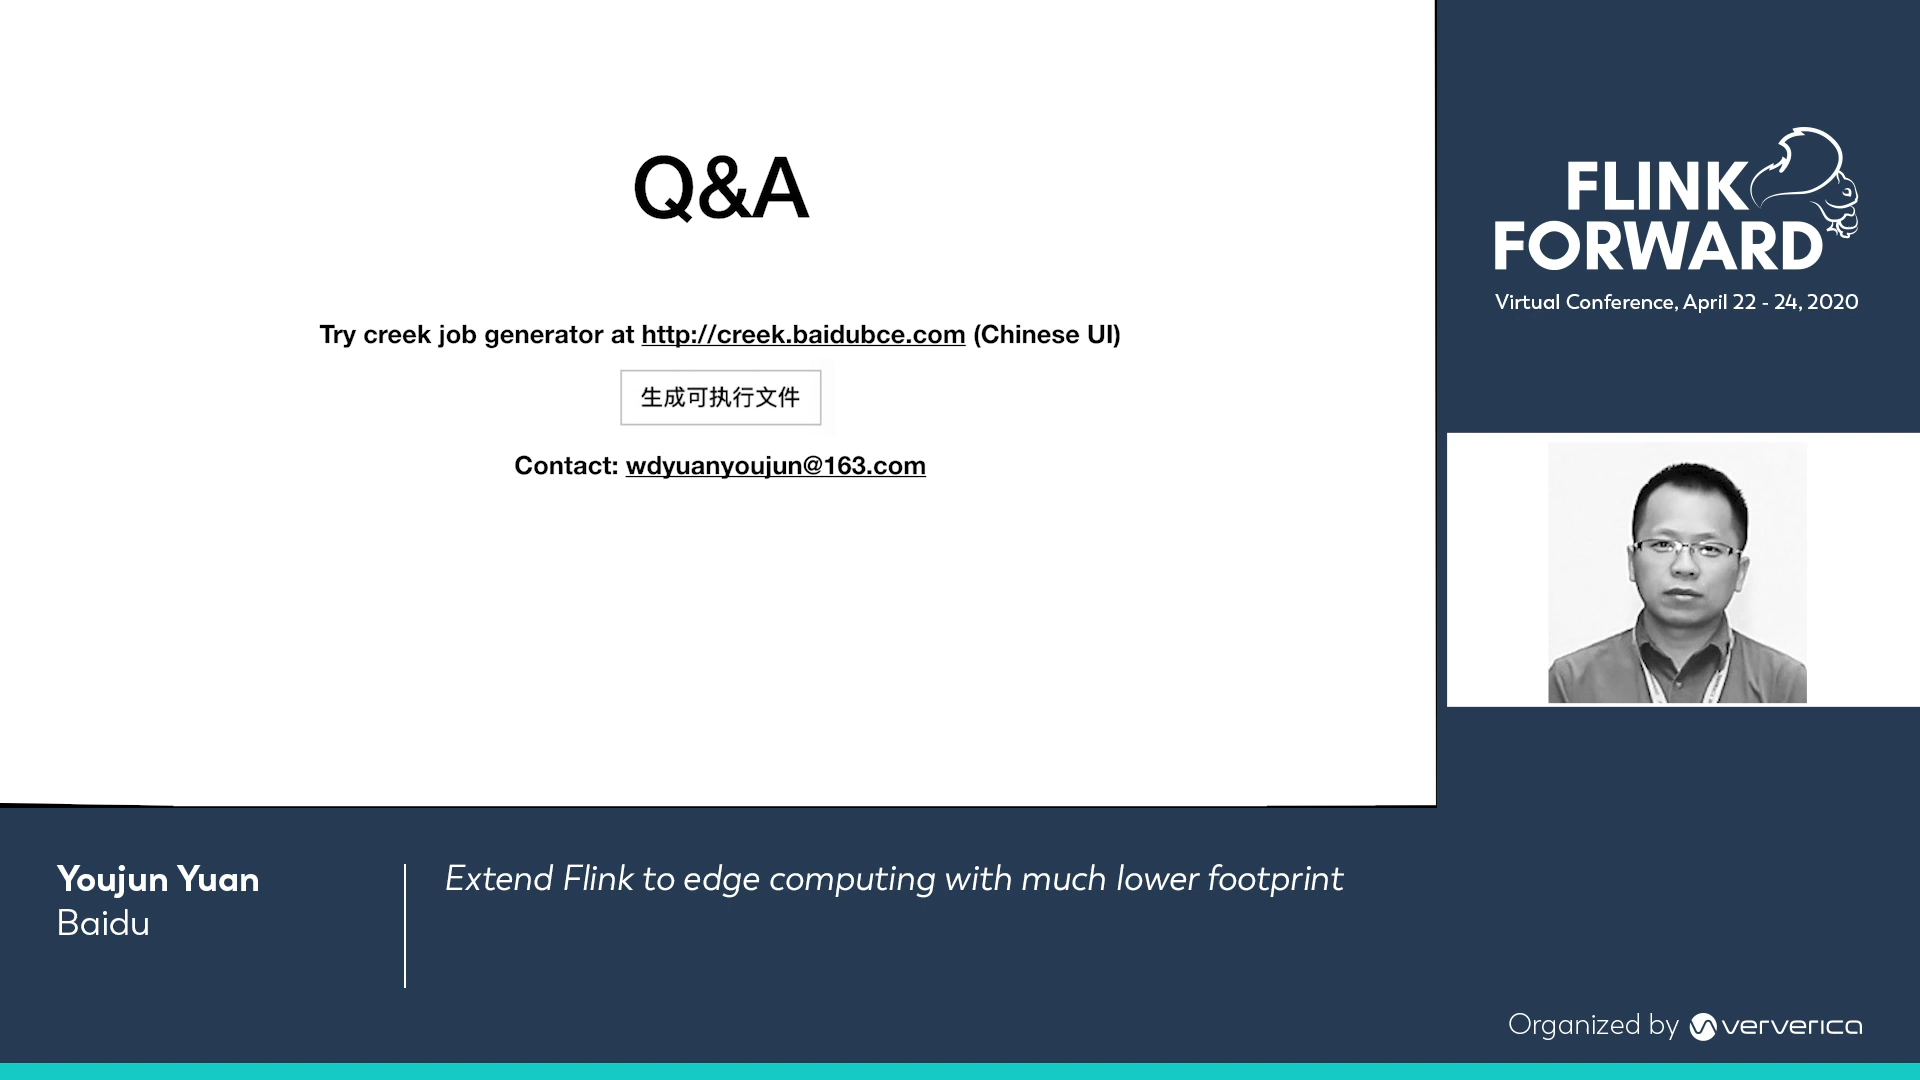 Q&A
Try creek job generator at http://creek.baidubce.com (Chinese UI)
生成可执行文件
Contact: wdyuanyoujun@163.com
FLINK
FORWARD
Virtual Conference, April 22 - 24, 2020
Youjun Yuan
Baidu
Extend Flink to edge computing with much lower footprint
Organized by ververica